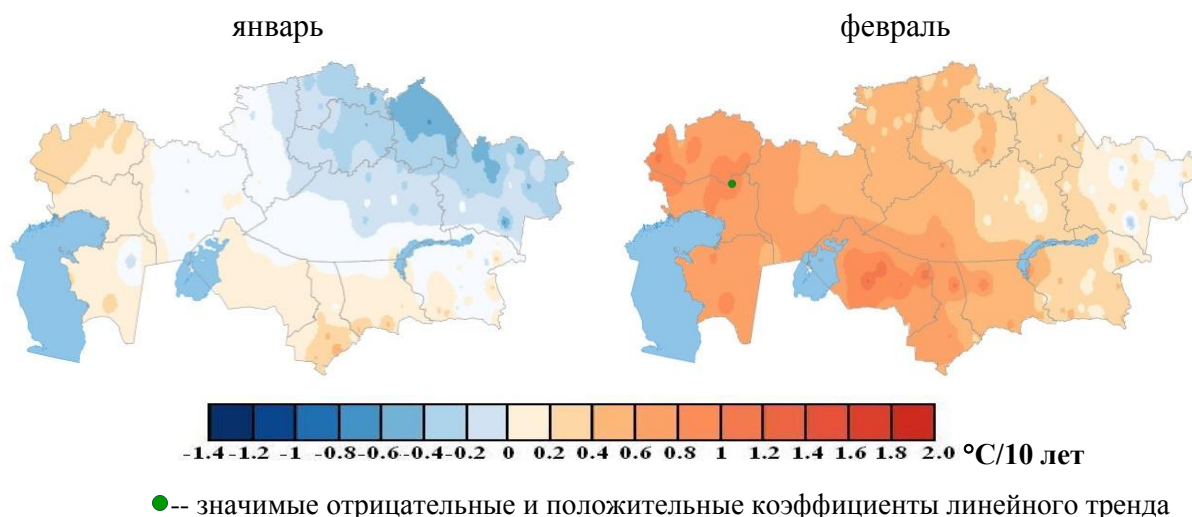 январь
февраль
-1.4 -1.2 -1 -0.8 -0.6 -0.4 -0.2 0 0.2 0.4 0.6 0.8 1 1.2 1.4 1.6 1.8 2.0 °С/10 лет
-- значимые отрицательные и положительные коэффициенты линейного тренда